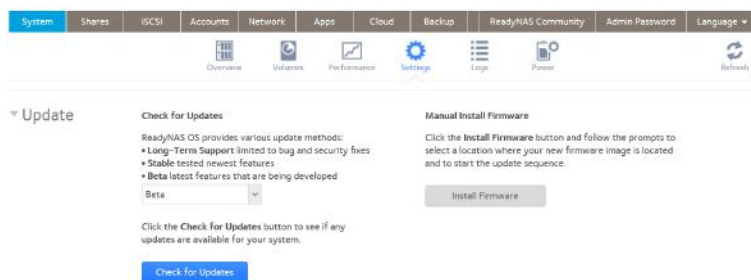 System Shares iSCSI Accounts Network Apps Cloud Backup ReadyNAS Community Admin Password Language
Overview Volumes Performance Settings Logs Power Refresh
Update
Check for Updates
ReadyNAS OS provides various update methods:
• Long-Term Support limited to bug and security fixes
• Stable tested newest features
• Beta latest features that are being developed
Beta
Click the Check for Updates button to see if any
updates are available for your system.
Check for Updates
Manual Install Firmware
Click the Install Firmware button and follow the prompts to
select a location where your new firmware image is located
and to start the update sequence.
Install Firmware